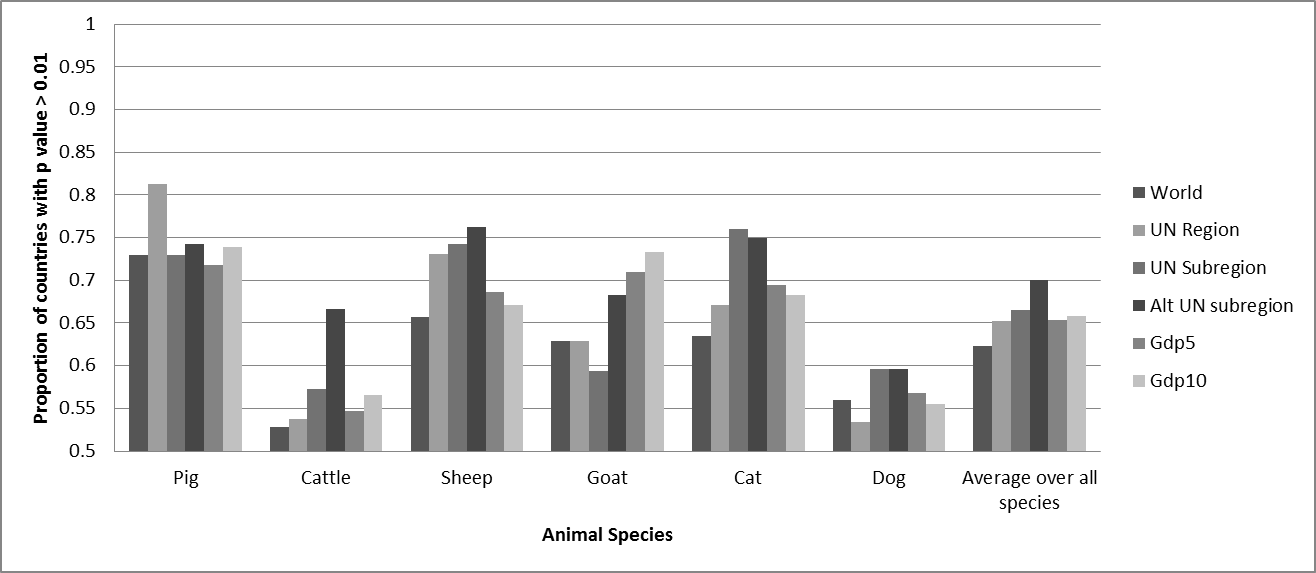 Proportion of countries with p value > 0.01
1
0.95
0.9
0.85
0.8
0.75
0.7
0.65
0.6
0.55
0.5
Pig
Cattle
Sheep
Goat
Cat
Dog
Average over all
species
Animal Species
World
UN Region
UN Subregion
Alt UN subregion
Gdp5
Gdp10